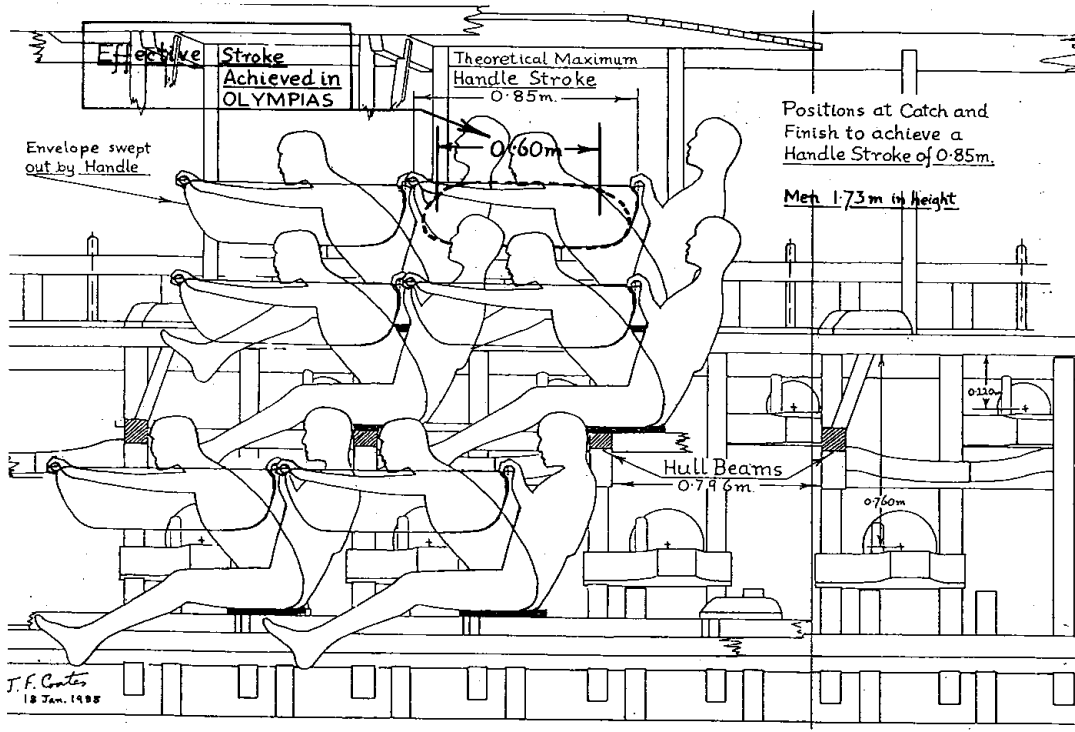 Effective Stroke
Achieved in
OLYMPIAS
Theoretical Maximum
Handle Stroke
0·85m.
0·60m
Envelope swept
out by Handle
Positions at Catch and
Finish to achieve a
Handle Stroke of 0·85m.
Men 1·73m in height
0·220m
Hull Beams
0·796m.
0·760m
J. F. Coates
18 Jan. 1985